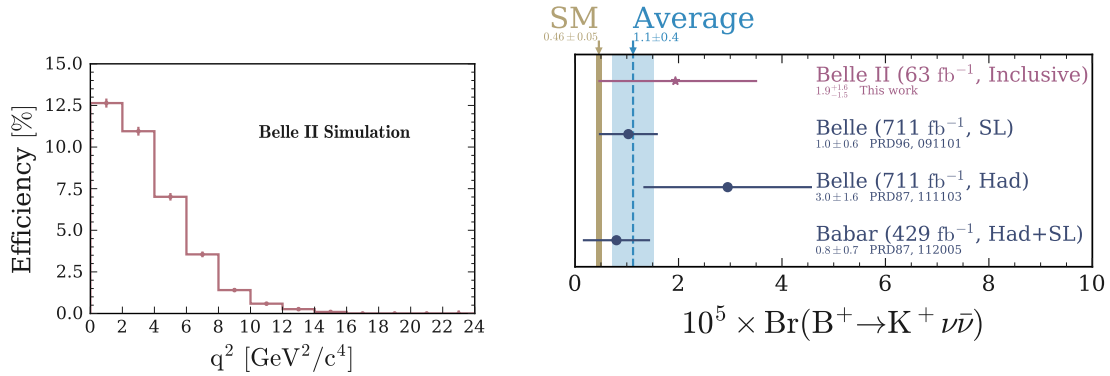 15.0
12.5
10.0
7.5
5.0
2.5
0.0
Efficiency [%]
Belle II Simulation
0 2 4 6 8 10 12 14 16 18 20 22 24
q² [GeV²/c⁴]
SM
0.46 ± 0.05
Average
1.1 ± 0.4
Belle II (63 fb⁻¹, Inclusive)
1.9 +1.6 −1.5 This work
Belle (711 fb⁻¹, SL)
1.0 ± 0.6 PRD96, 091101
Belle (711 fb⁻¹, Had)
3.0 ± 1.6 PRD87, 111103
Babar (429 fb⁻¹, Had+SL)
0.8 ± 0.7 PRD87, 112005
0 2 4 6 8 10
10⁵ × Br(B⁺→K⁺νν̄)